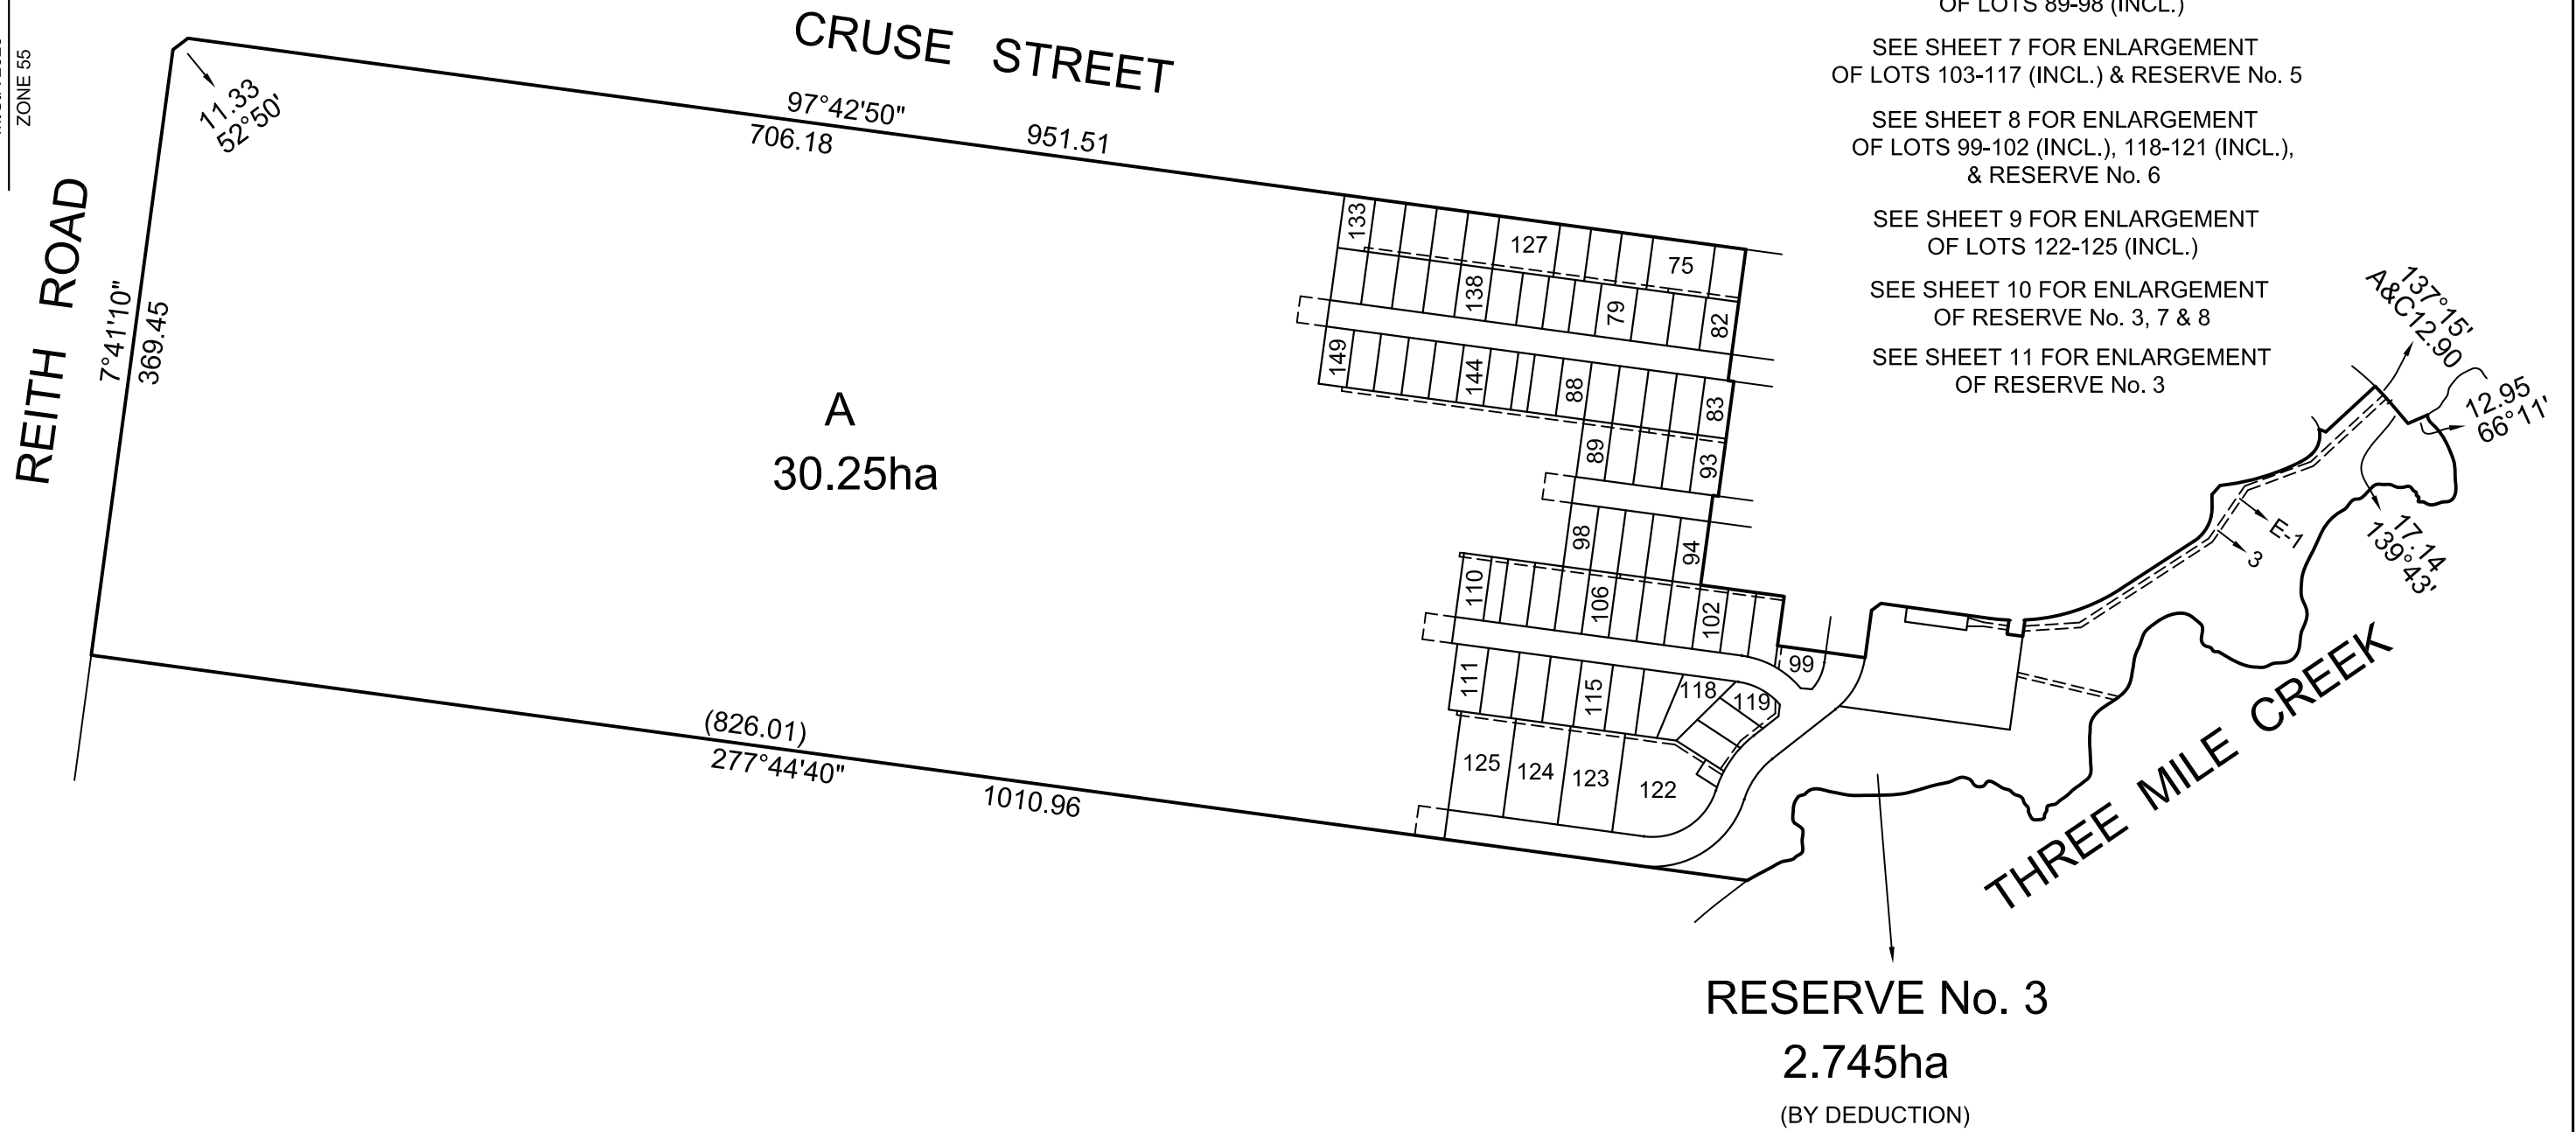 ZONE 55
CRUSE STREET
97°42'50"
706.18
951.51
11.33
52°50'
REITH ROAD
7°41'10"
369.45
A
30.25ha
(826.01)
277°44'40"
1010.96
OF LOTS 89-98 (INCL.)
SEE SHEET 7 FOR ENLARGEMENT
OF LOTS 103-117 (INCL.) & RESERVE No. 5
SEE SHEET 8 FOR ENLARGEMENT
OF LOTS 99-102 (INCL.), 118-121 (INCL.),
& RESERVE No. 6
SEE SHEET 9 FOR ENLARGEMENT
OF LOTS 122-125 (INCL.)
SEE SHEET 10 FOR ENLARGEMENT
OF RESERVE No. 3, 7 & 8
SEE SHEET 11 FOR ENLARGEMENT
OF RESERVE No. 3
133
127
75
138
79
82
149
144
88
83
89
93
98
94
110
106
102
99
111
115
118
119
125
124
123
122
137°15'
A&C12.90
12.95
66°11'
17.14
139°43'
E-1
3
THREE MILE CREEK
RESERVE No. 3
2.745ha
(BY DEDUCTION)